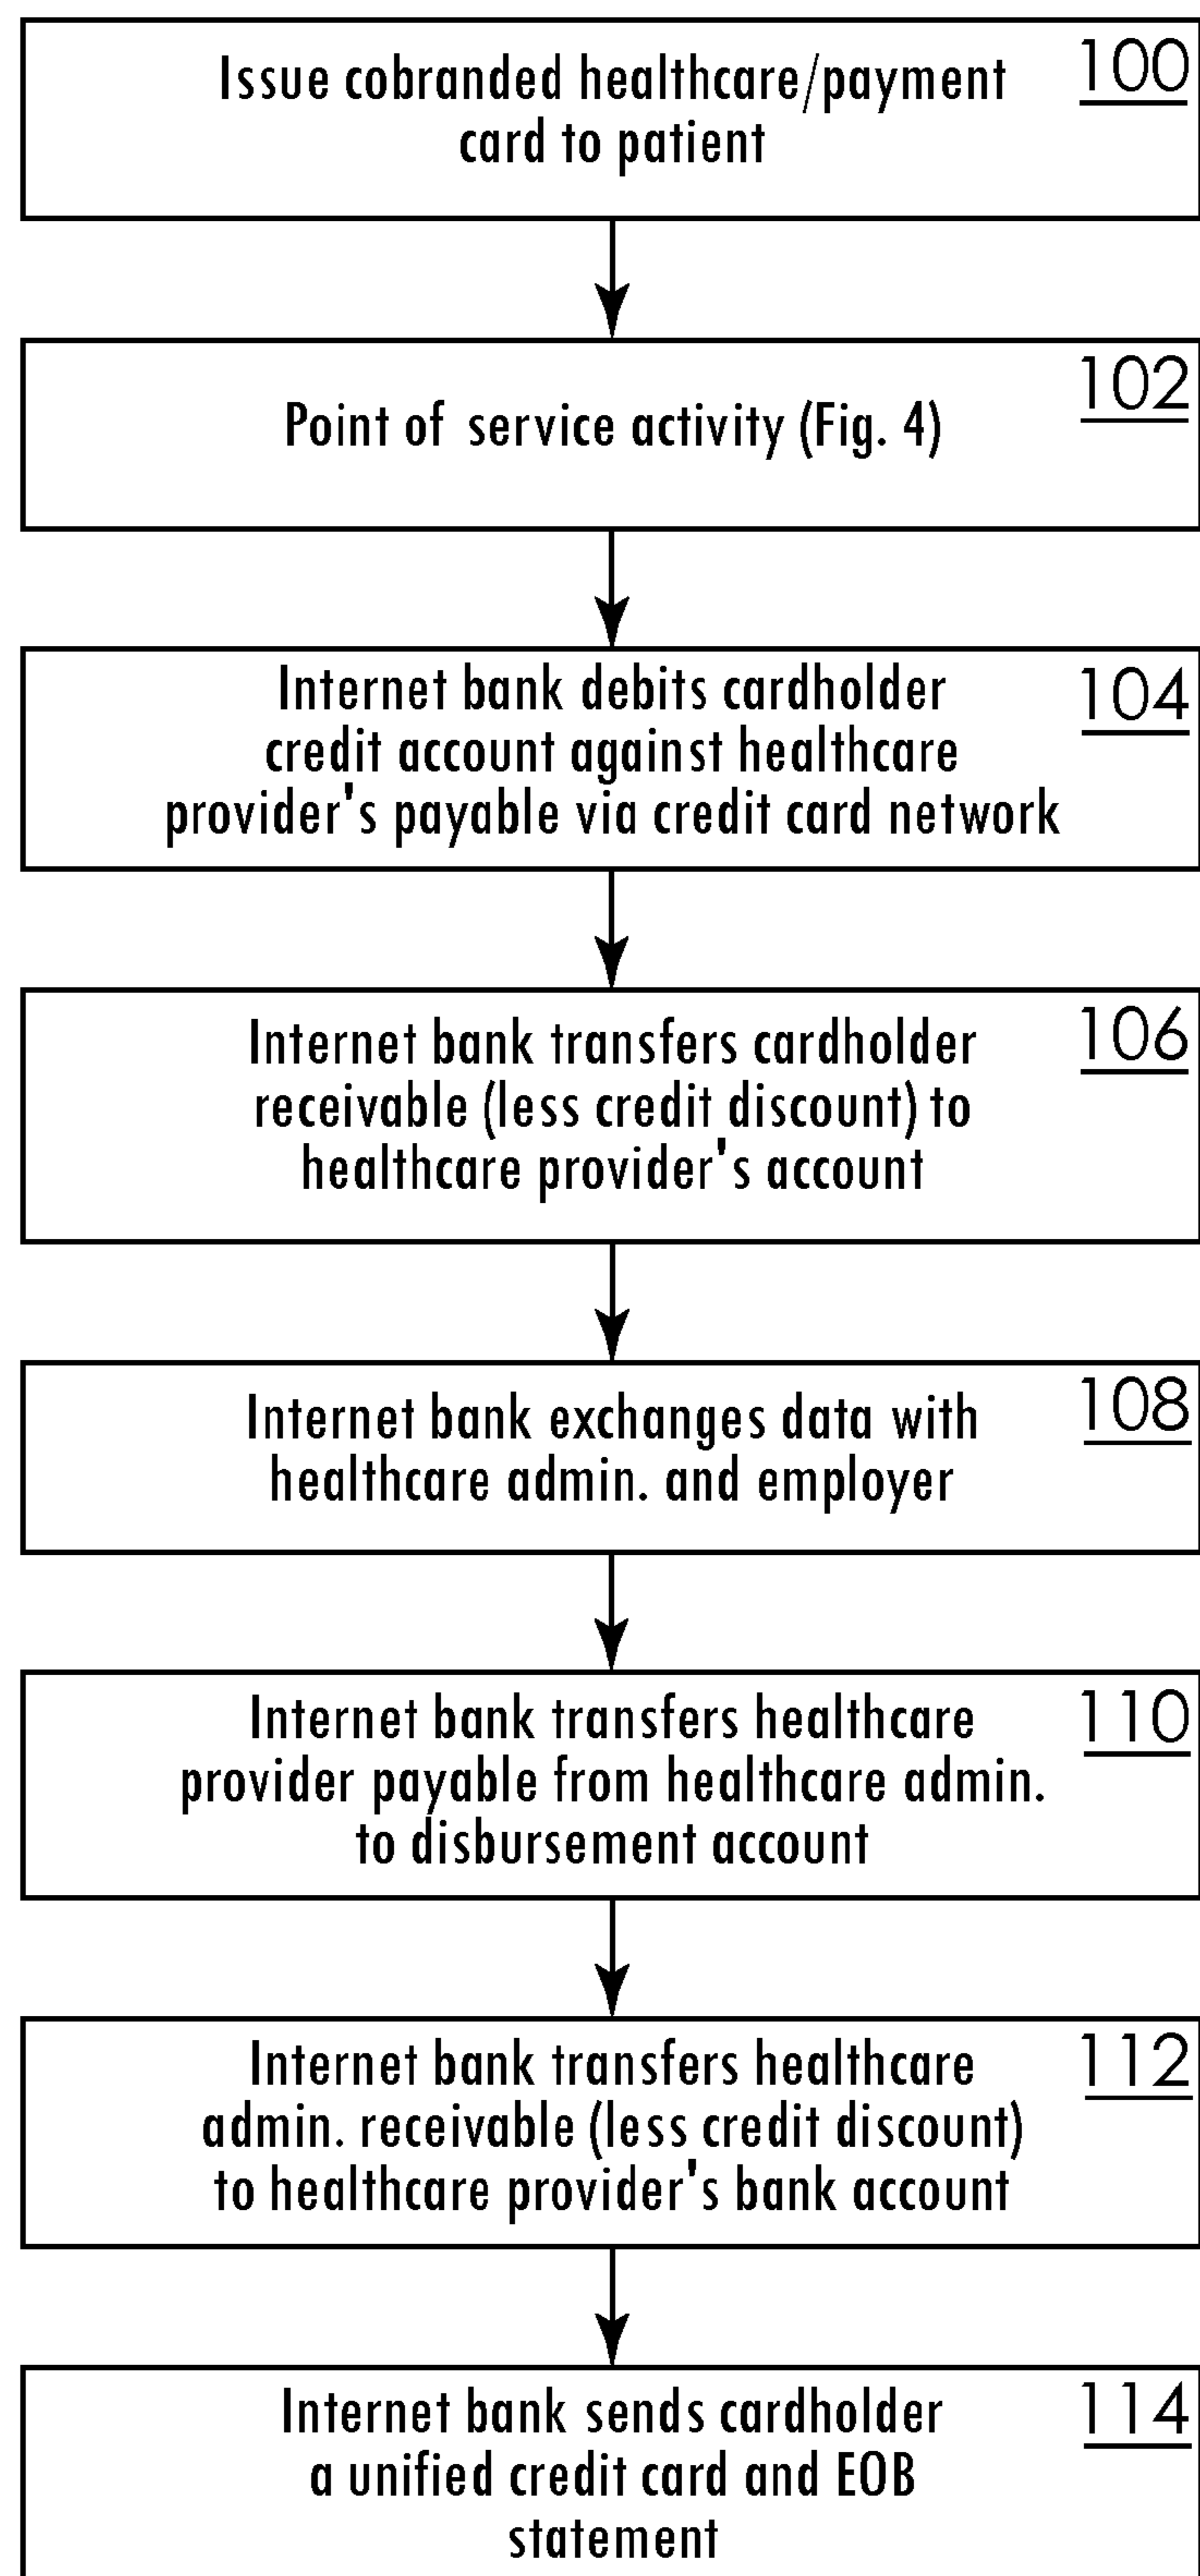 100
Issue cobranded healthcare/payment
card to patient
102
Point of service activity (Fig. 4)
104
Internet bank debits cardholder
credit account against healthcare
provider's payable via credit card network
106
Internet bank transfers cardholder
receivable (less credit discount) to
healthcare provider's account
108
Internet bank exchanges data with
healthcare admin. and employer
110
Internet bank transfers healthcare
provider payable from healthcare admin.
to disbursement account
112
Internet bank transfers healthcare
admin. receivable (less credit discount)
to healthcare provider's bank account
114
Internet bank sends cardholder
a unified credit card and EOB
statement